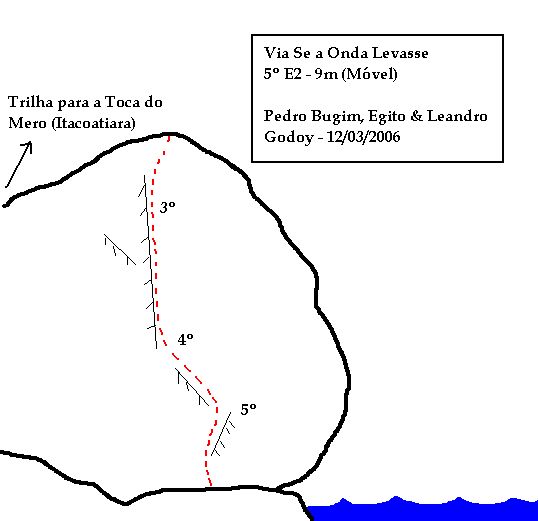 Via Se a Onda Levasse
5º E2 - 9m (Móvel)
Pedro Bugim, Egito & Leandro
Godoy - 12/03/2006
Trilha para a Toca do
Mero (Itacoatiara)
3º
4º
5º